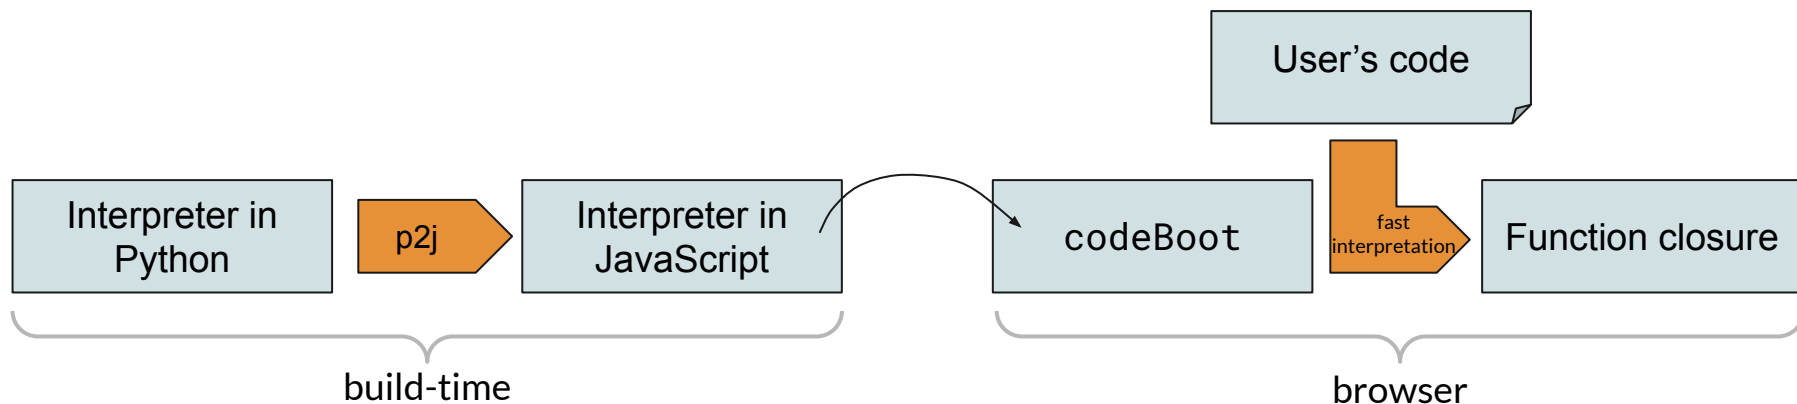 User’s code
Interpreter in
Python
p2j
Interpreter in
JavaScript
codeBoot
fast
interpretation
Function closure
build-time
browser